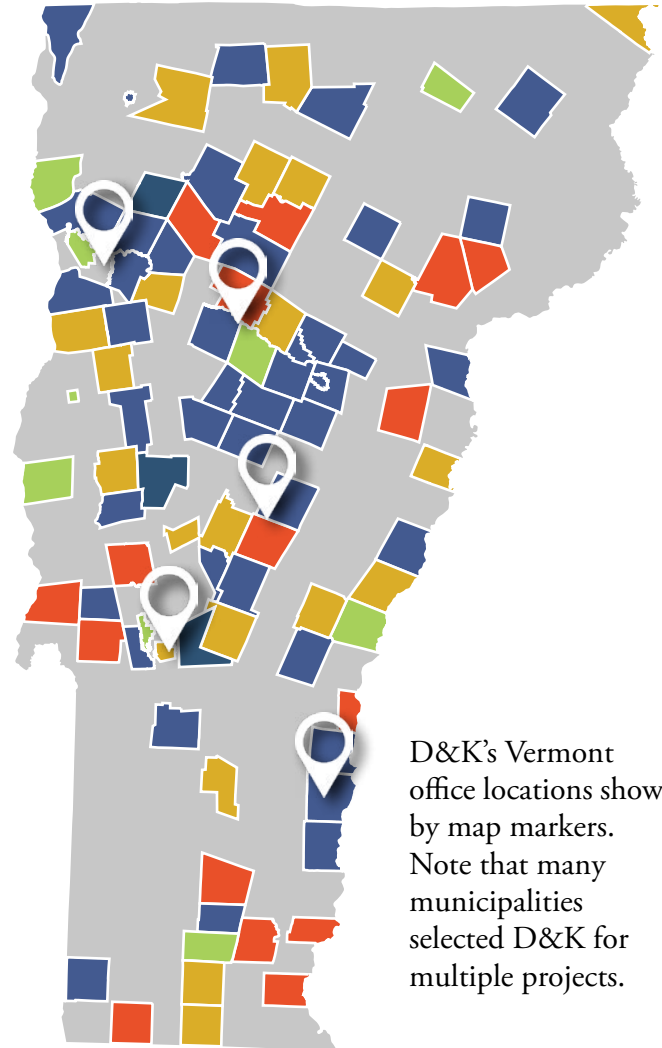 D&K’s Vermont
office locations show
by map markers.
Note that many
municipalities
selected D&K for
multiple projects.